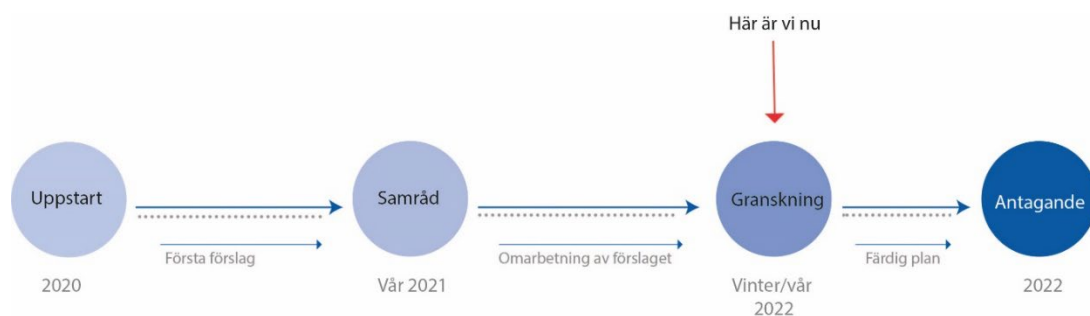 Här är vi nu
Uppstart
Samråd
Granskning
Antagande
Första förslag
Omarbetning av förslaget
Färdig plan
2020
Vår 2021
Vinter/vår
2022
2022